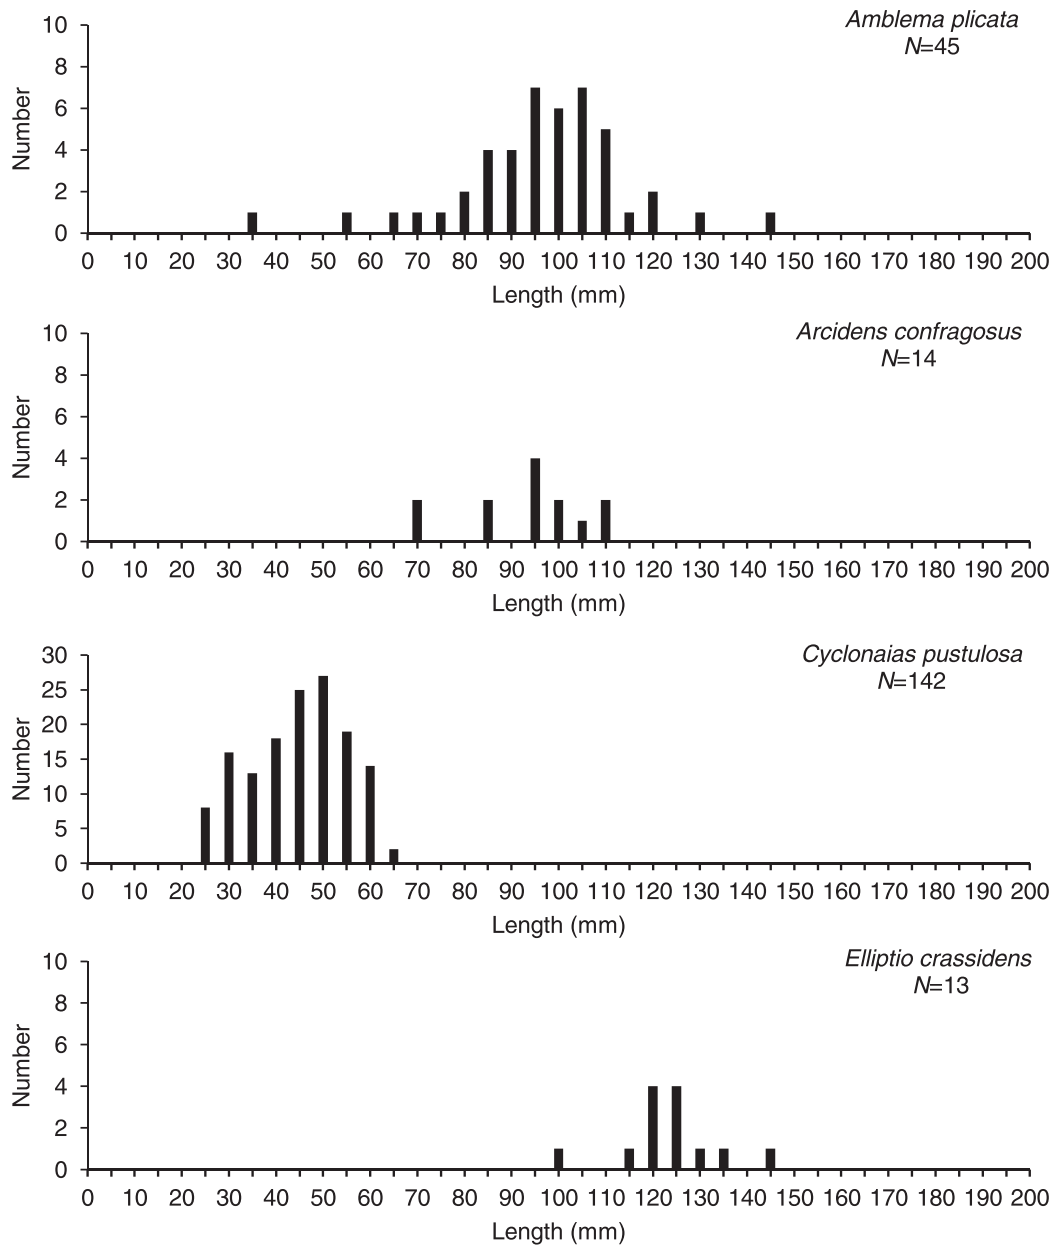 Amblema plicata
N=45
Number
10
8
6
4
2
0
0 10 20 30 40 50 60 70 80 90 100 110 120 130 140 150 160 170 180 190 200
Length (mm)
Arcidens confragosus
N=14
Number
10
8
6
4
2
0
0 10 20 30 40 50 60 70 80 90 100 110 120 130 140 150 160 170 180 190 200
Length (mm)
Cyclonaias pustulosa
N=142
Number
30
25
20
15
10
5
0
0 10 20 30 40 50 60 70 80 90 100 110 120 130 140 150 160 170 180 190 200
Length (mm)
Elliptio crassidens
N=13
Number
10
8
6
4
2
0
0 10 20 30 40 50 60 70 80 90 100 110 120 130 140 150 160 170 180 190 200
Length (mm)